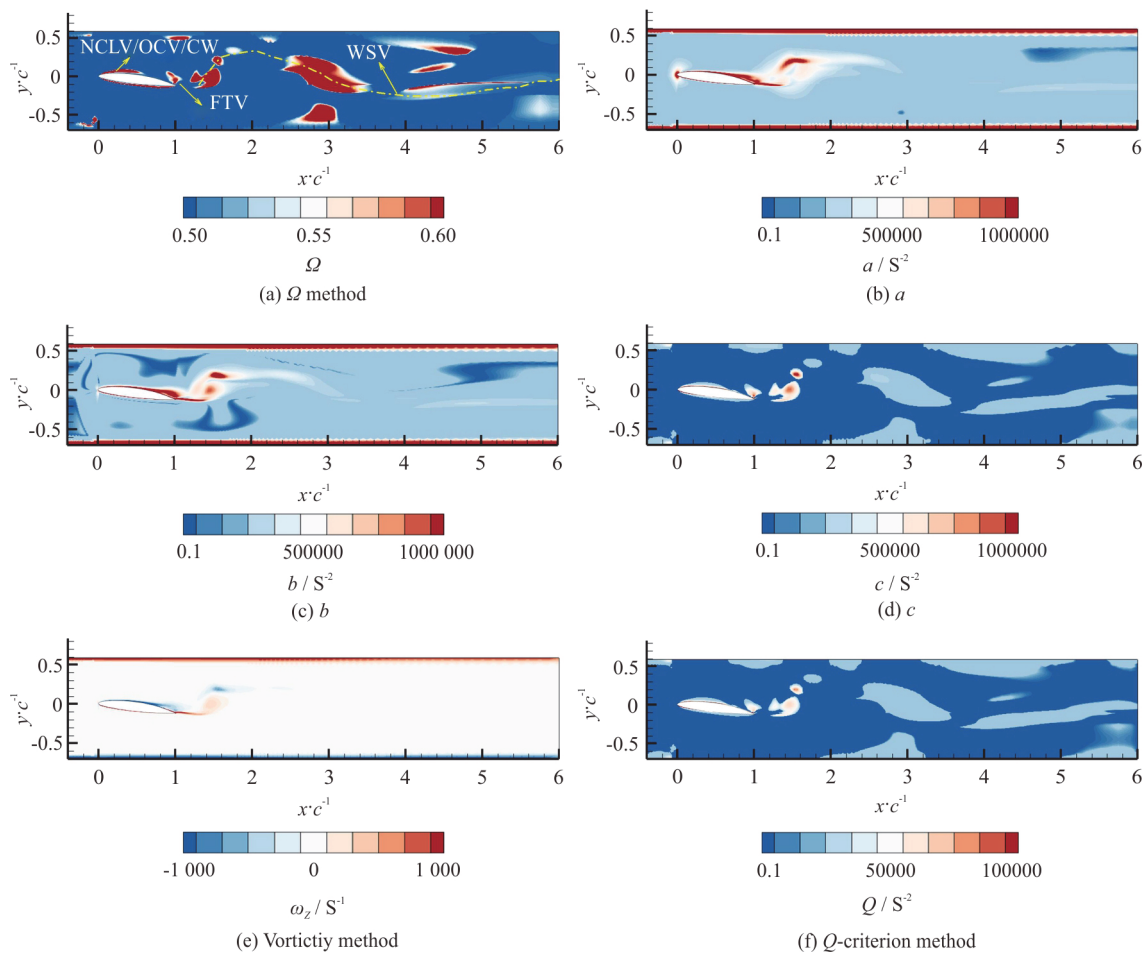 0.5
0
-0.5
y·c⁻¹
NCLV/OCV/CW
FTV
WSV
0 1 2 3 4 5 6
x·c⁻¹
0.50 0.55 0.60
Ω
(a) Ω method
0.5
0
-0.5
y·c⁻¹
0 1 2 3 4 5 6
x·c⁻¹
0.1 500000 1000000
a / S⁻²
(b) a
0.5
0
-0.5
y·c⁻¹
0 1 2 3 4 5 6
x·c⁻¹
0.1 500000 1000 000
b / S⁻²
(c) b
0.5
0
-0.5
y·c⁻¹
0 1 2 3 4 5 6
x·c⁻¹
0.1 500000 1000000
c / S⁻²
(d) c
0.5
0
-0.5
y·c⁻¹
0 1 2 3 4 5 6
x·c⁻¹
-1 000 0 1 000
ω_Z / S⁻¹
(e) Vortictiy method
0.5
0
-0.5
y·c⁻¹
0 1 2 3 4 5 6
x·c⁻¹
0.1 50000 100000
Q / S⁻²
(f) Q-criterion method